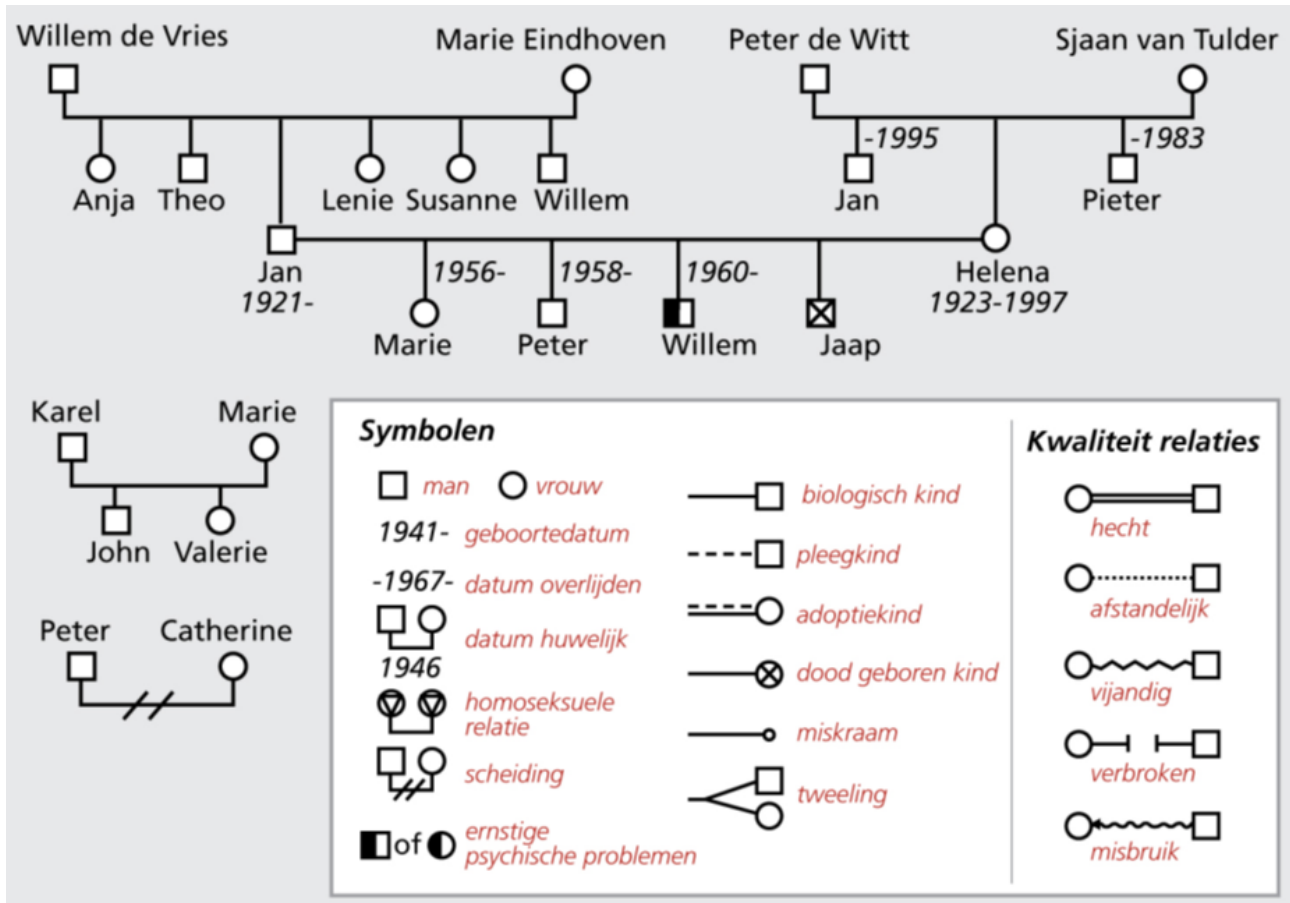 Willem de Vries
Marie Eindhoven
Peter de Witt
Sjaan van Tulder
-1995
-1983
Anja
Theo
Lenie
Susanne
Willem
Jan
Pieter
Jan
1921-
1956-
1958-
1960-
Helena
1923-1997
Marie
Peter
Willem
Jaap
Karel
Marie
John
Valerie
Peter
Catherine
Symbolen
man
vrouw
1941-
geboortedatum
-1967-
datum overlijden
datum huwelijk
1946
homoseksuele
relatie
scheiding
of
ernstige
psychische problemen
biologisch kind
pleegkind
adoptiekind
dood geboren kind
miskraam
tweeling
Kwaliteit relaties
hecht
afstandelijk
vijandig
verbroken
misbruik